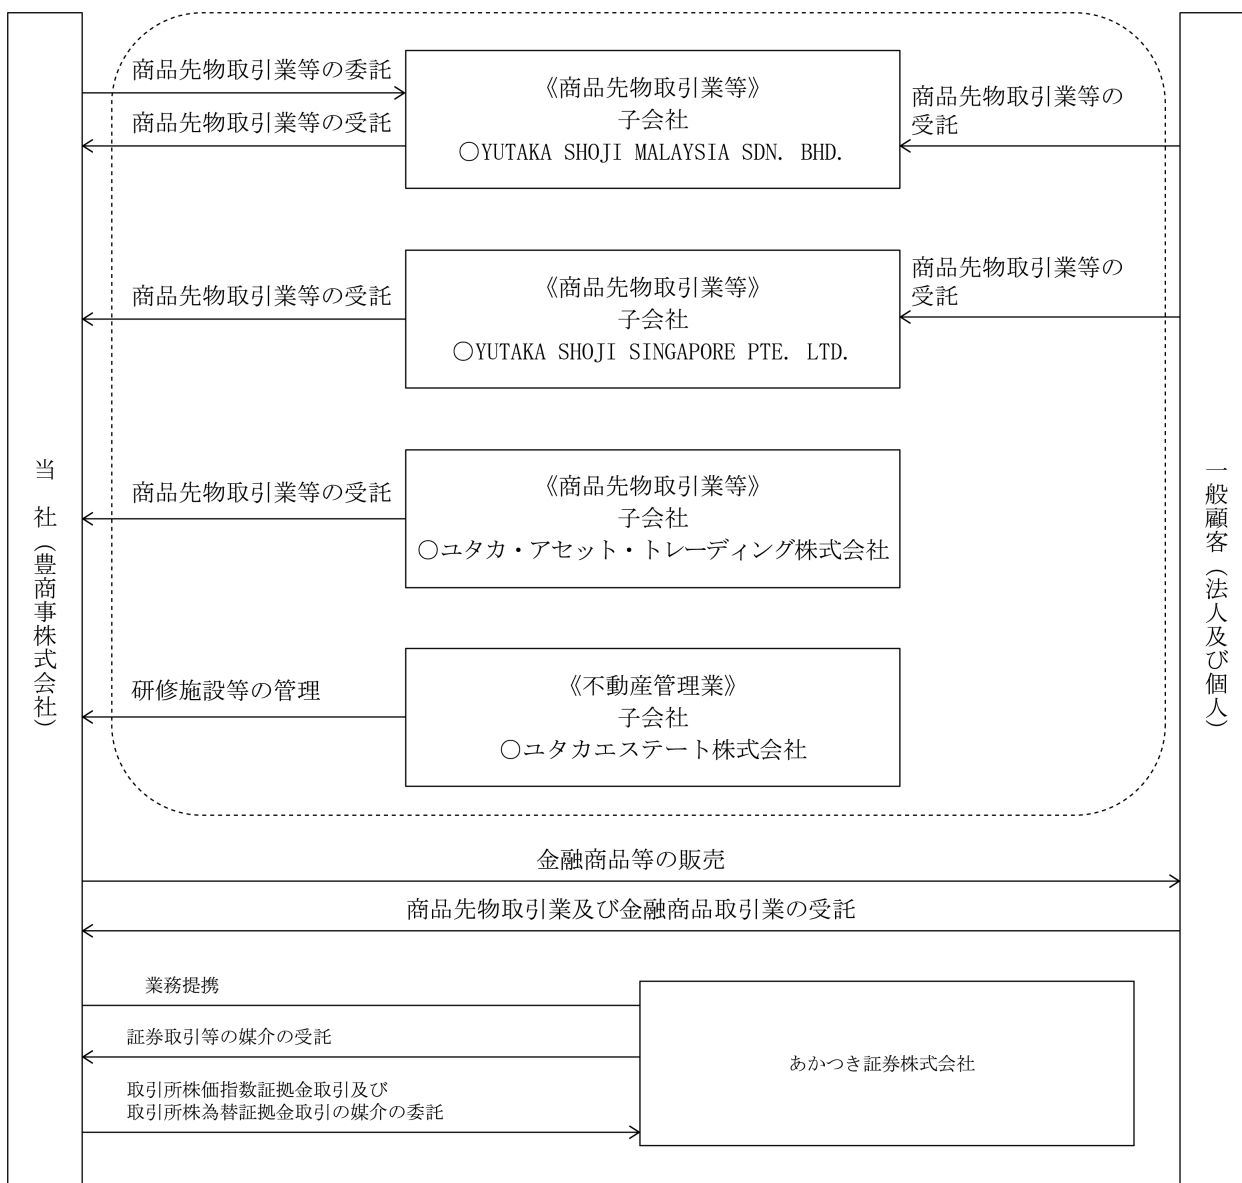 商品先物取引業等の委託
商品先物取引業等の受託
《商品先物取引業等》
子会社
○YUTAKA SHOJI MALAYSIA SDN. BHD.
商品先物取引業等の
受託
商品先物取引業等の受託
《商品先物取引業等》
子会社
○YUTAKA SHOJI SINGAPORE PTE. LTD.
商品先物取引業等の
受託
当社(豊商事株式会社)
商品先物取引業等の受託
《商品先物取引業等》
子会社
○ユタカ・アセット・トレーディング株式会社
一般顧客(法人及び個人)
研修施設等の管理
《不動産管理業》
子会社
○ユタカエステート株式会社
金融商品等の販売
商品先物取引業及び金融商品取引業の受託
業務提携
証券取引等の媒介の受託
取引所株価指数証拠金取引及び
取引所株為替証拠金取引の媒介の委託
あかつき証券株式会社